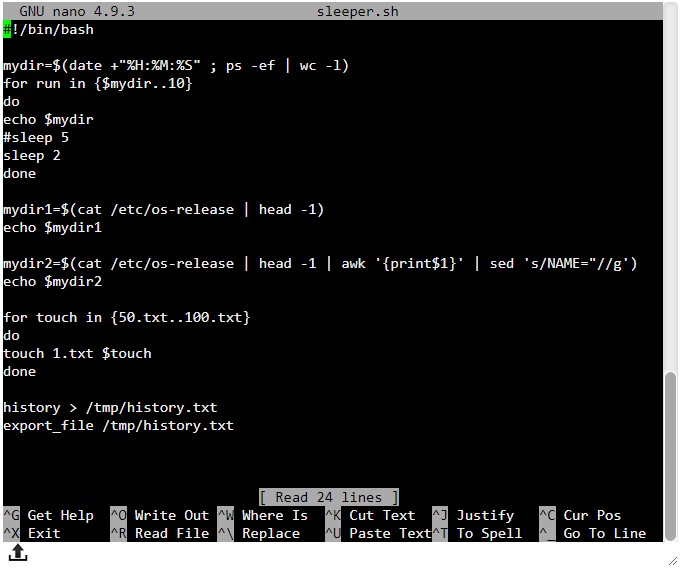 GNU nano 4.9.3 sleeper.sh
#!/bin/bash
mydir=$(date +"%H:%M:%S" ; ps -ef | wc -l)
for run in {$mydir..10}
do
echo $mydir
#sleep 5
sleep 2
done
mydir1=$(cat /etc/os-release | head -1)
echo $mydir1
mydir2=$(cat /etc/os-release | head -1 | awk '{print$1}' | sed 's/NAME="//g')
echo $mydir2
for touch in {50.txt..100.txt}
do
touch 1.txt $touch
done
history > /tmp/history.txt
export_file /tmp/history.txt
[ Read 24 lines ]
^G Get Help ^O Write Out ^W Where Is ^K Cut Text ^J Justify ^C Cur Pos
^X Exit ^R Read File ^\ Replace ^U Paste Text ^T To Spell ^_ Go To Line